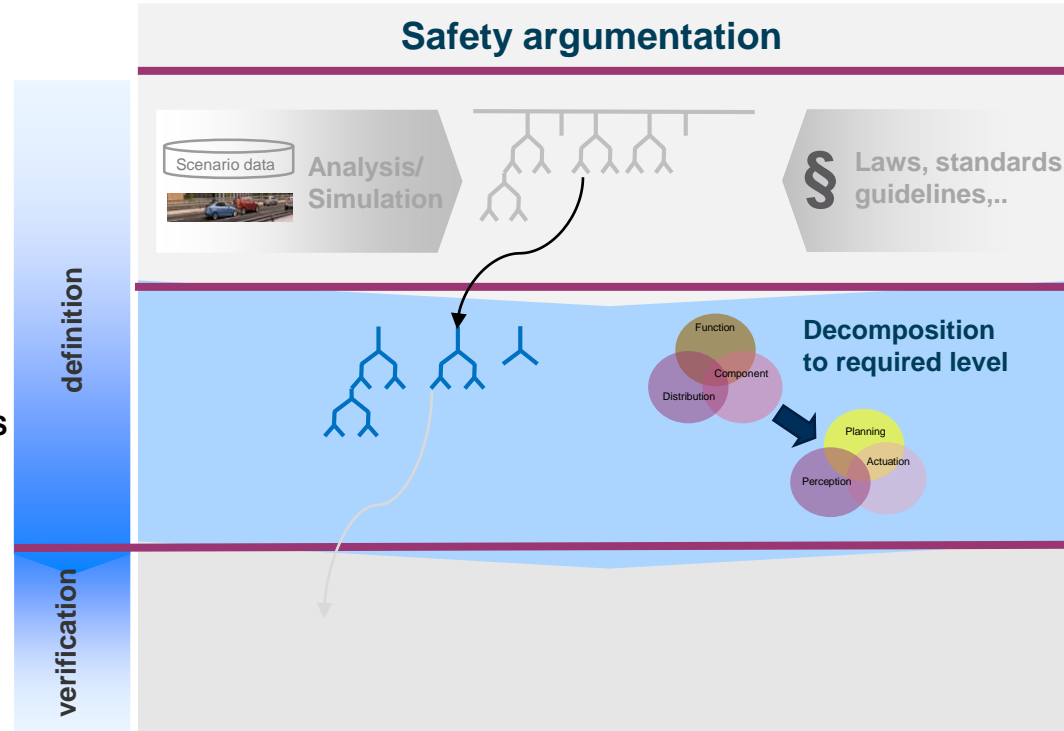 Safety argumentation
Scenario data
Analysis/
Simulation
§
Laws, standards
guidelines,..
definition
s
Function
Component
Distribution
Decomposition
to required level
Planning
Actuation
Perception
verification